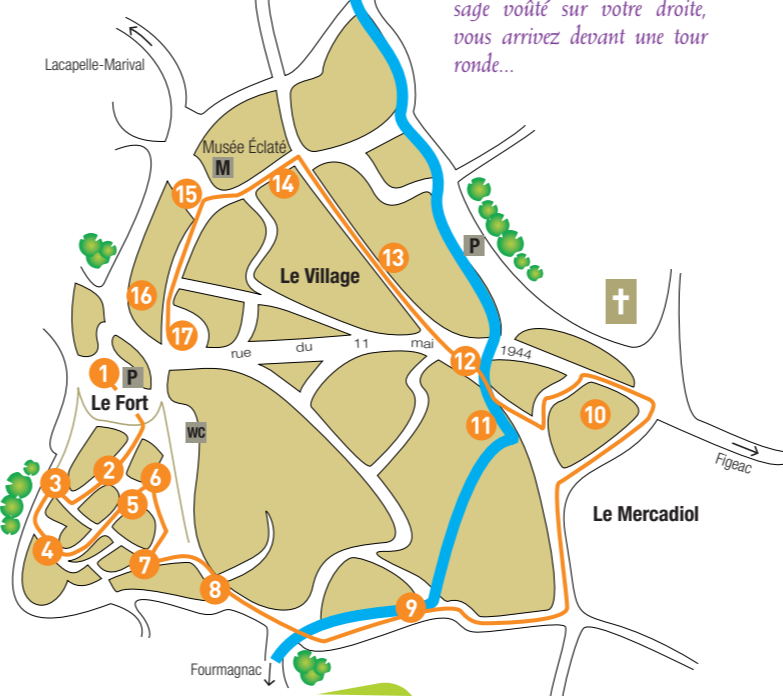 sage voûté sur votre droite,
vous arrivez devant une tour
ronde...
Lacapelle-Marival
Musée Éclaté
M
15
14
13
P
Le Village
16
17
rue du 11 mai 1944
12
1
P
Le Fort
WC
11
10
Figeac
Le Mercadiol
2
3
6
5
4
7
8
9
Fourmagnac